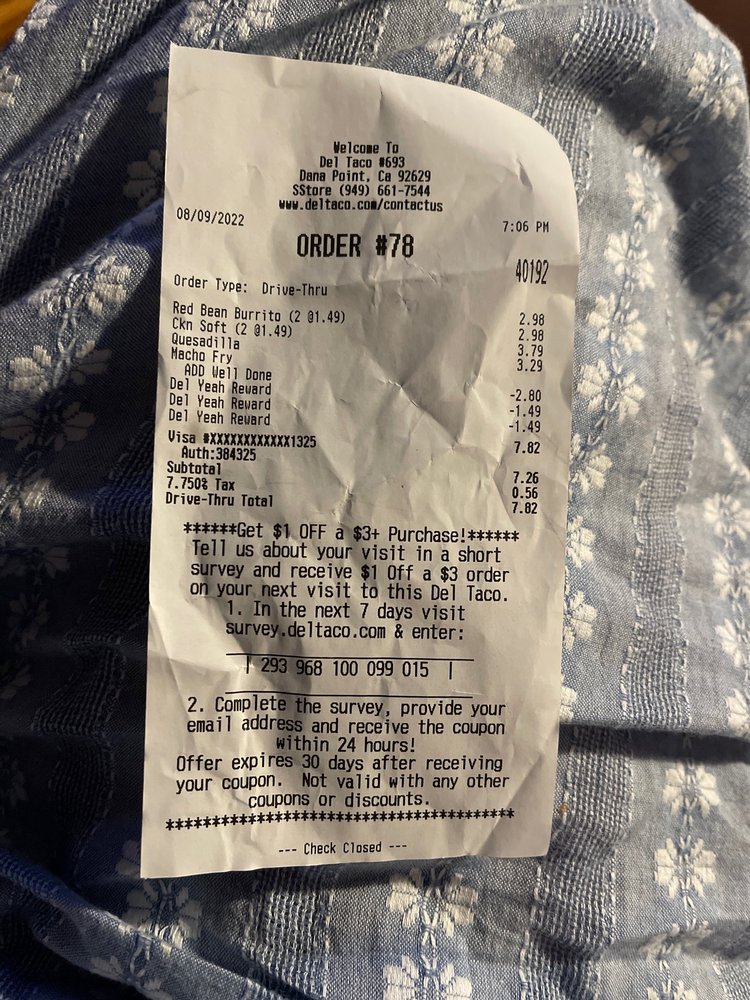 Welcome To
Del Taco #693
Dana Point, Ca 92629
SStore (949) 661-7544
www.deltaco.com/contactus
08/09/2022 7:06 PM
ORDER #78
40192
Order Type: Drive-Thru
Red Bean Burrito (2 @1.49) 2.98
Ckn Soft (2 @1.49) 2.98
Quesadilla 3.79
Macho Fry 3.29
ADD Well Done
Del Yeah Reward -2.80
Del Yeah Reward -1.49
Del Yeah Reward -1.49
Visa #XXXXXXXXXXXX1325 7.82
Auth:384325
Subtotal 7.26
7.750% Tax 0.56
Drive-Thru Total 7.82
******Get $1 OFF a $3+ Purchase!******
Tell us about your visit in a short
survey and receive $1 Off a $3 order
on your next visit to this Del Taco.
1. In the next 7 days visit
survey.deltaco.com & enter:
| 293 968 100 099 015 |
2. Complete the survey, provide your
email address and receive the coupon
within 24 hours!
Offer expires 30 days after receiving
your coupon. Not valid with any other
coupons or discounts.
****************************************
--- Check Closed ---